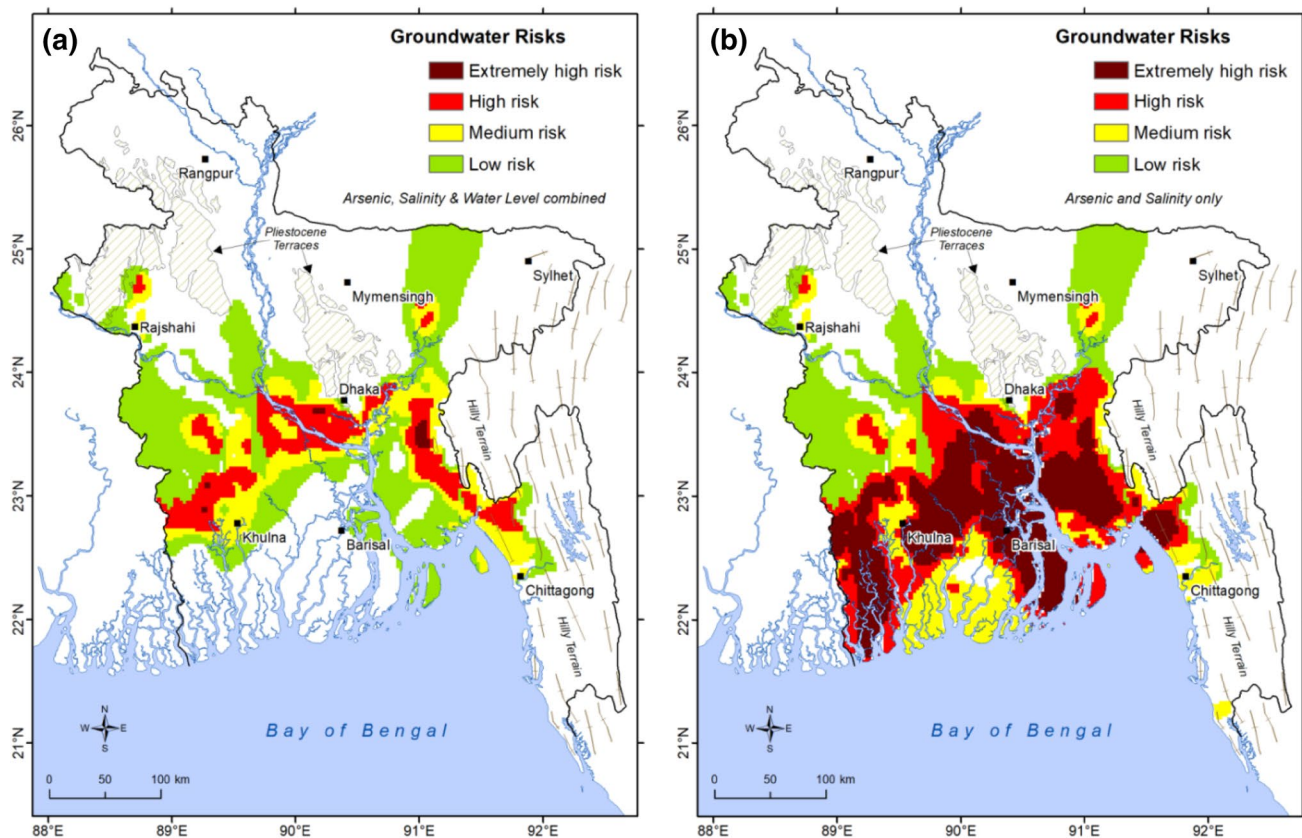 (a)
Groundwater Risks
Extremely high risk
High risk
Medium risk
Low risk
Arsenic, Salinity & Water Level combined
26°N
25°N
24°N
23°N
22°N
21°N
Rangpur
Pliestocene
Terraces
Sylhet
Mymensingh
Rajshahi
Dhaka
Hilly Terrain
Khulna
Barisal
Chittagong
Hilly Terrain
N
W E
S
Bay of Bengal
0 50 100 km
88°E 89°E 90°E 91°E 92°E
(b)
Groundwater Risks
Extremely high risk
High risk
Medium risk
Low risk
Arsenic and Salinity only
26°N
25°N
24°N
23°N
22°N
21°N
Rangpur
Pliestocene
Terraces
Sylhet
Mymensingh
Rajshahi
Dhaka
Hilly Terrain
Khulna
Barisal
Chittagong
Hilly Terrain
N
W E
S
Bay of Bengal
0 50 100 km
88°E 89°E 90°E 91°E 92°E